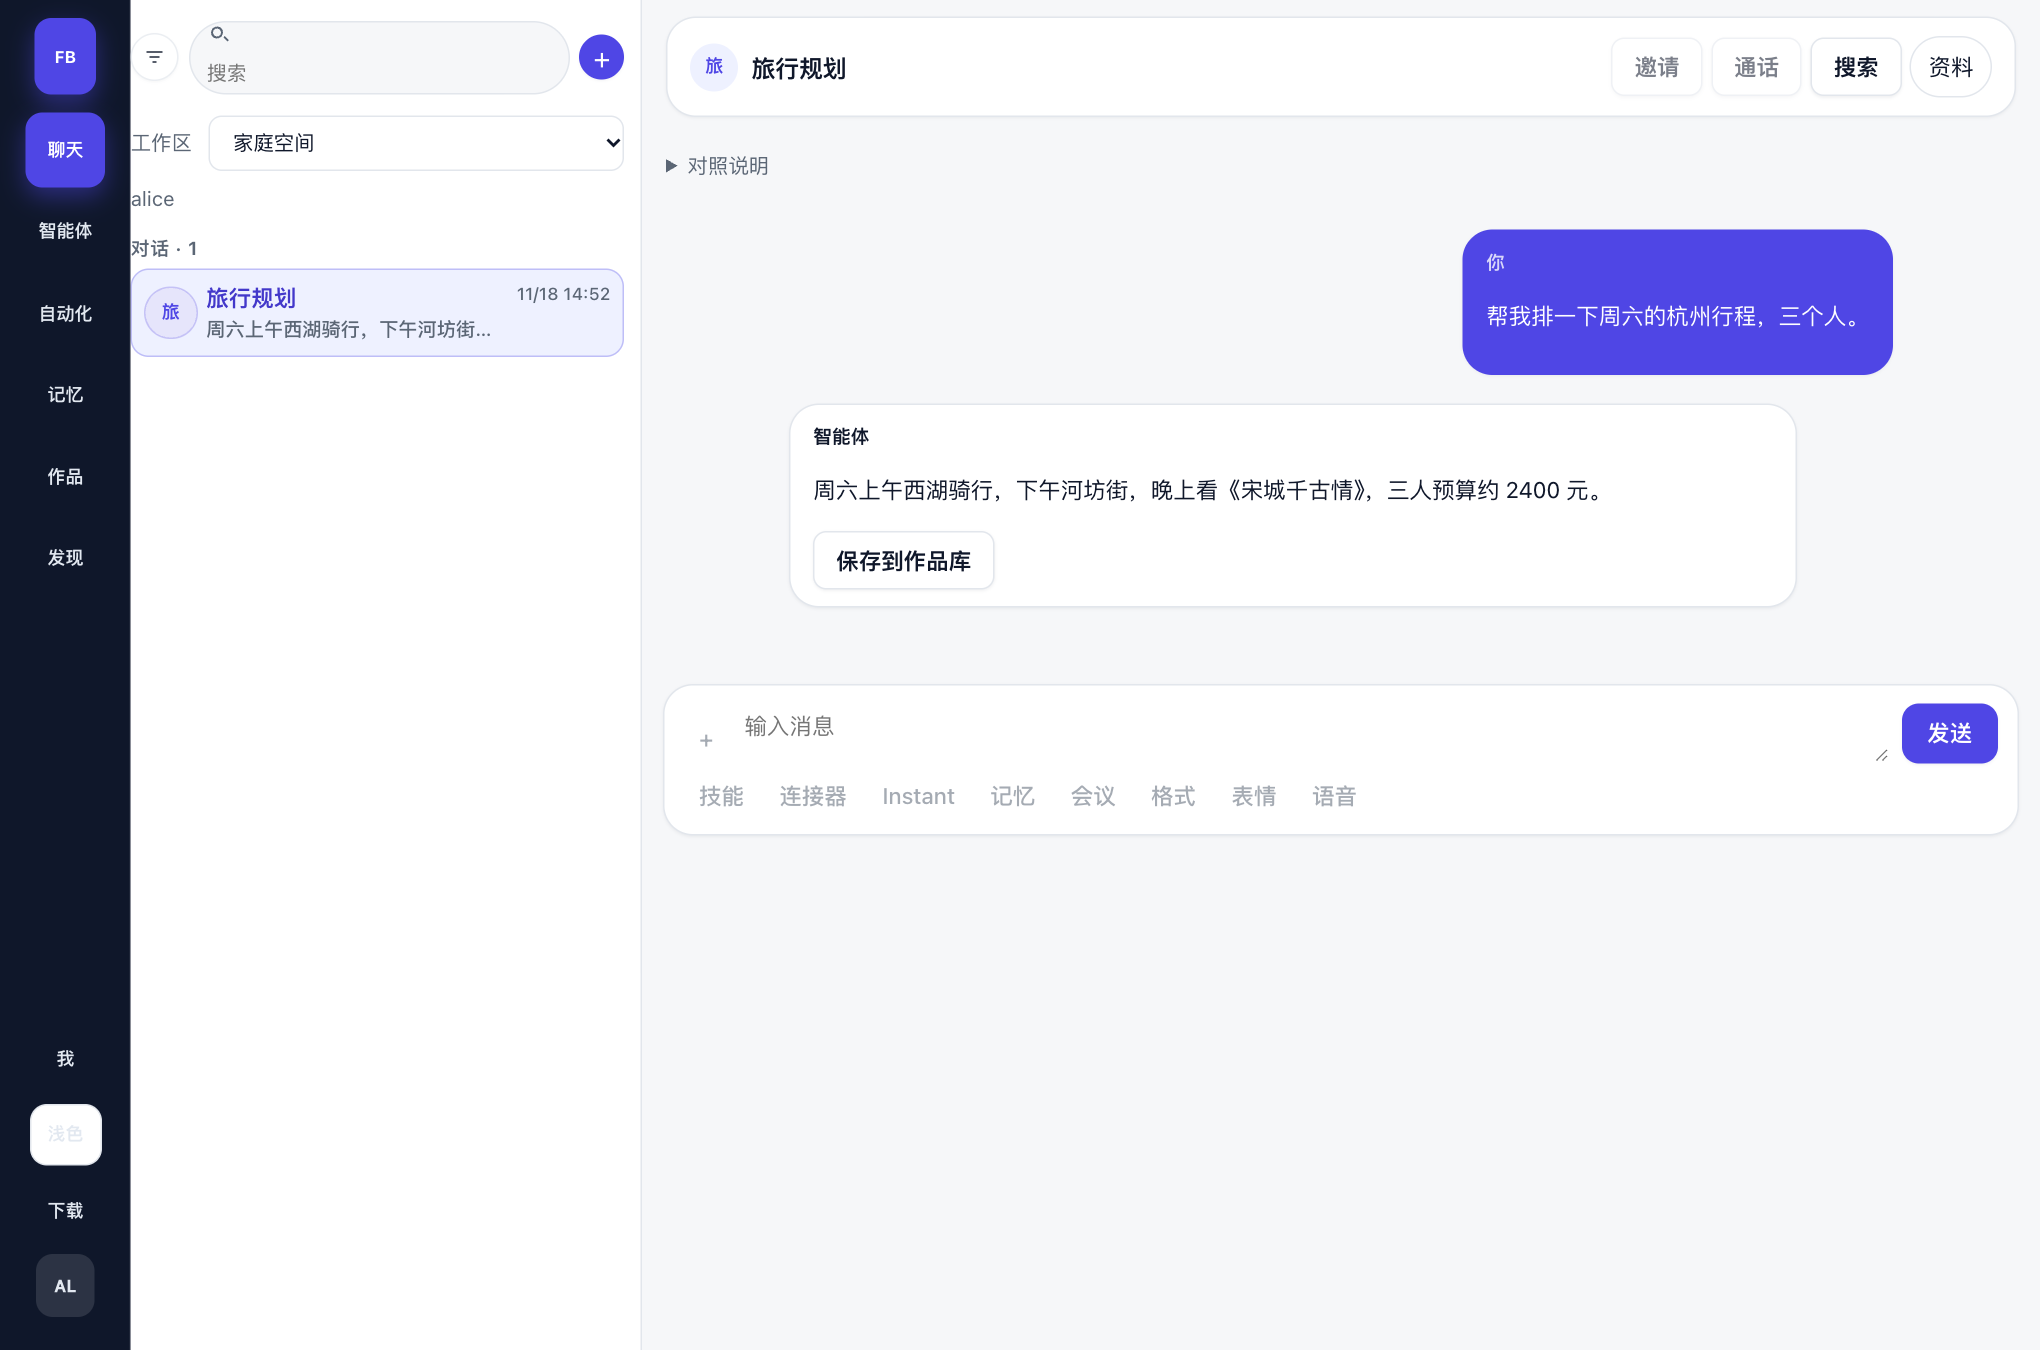 FB
聊天
智能体
自动化
记忆
作品
发现
我
浅色
下载
AL
搜索
+
工作区
家庭空间
alice
对话 · 1
旅
旅行规划
11/18 14:52
周六上午西湖骑行，下午河坊街...
旅
旅行规划
邀请
通话
搜索
资料
对照说明
你
帮我排一下周六的杭州行程，三个人。
智能体
周六上午西湖骑行，下午河坊街，晚上看《宋城千古情》，三人预算约 2400 元。
保存到作品库
+
输入消息
发送
技能
连接器
Instant
记忆
会议
格式
表情
语音